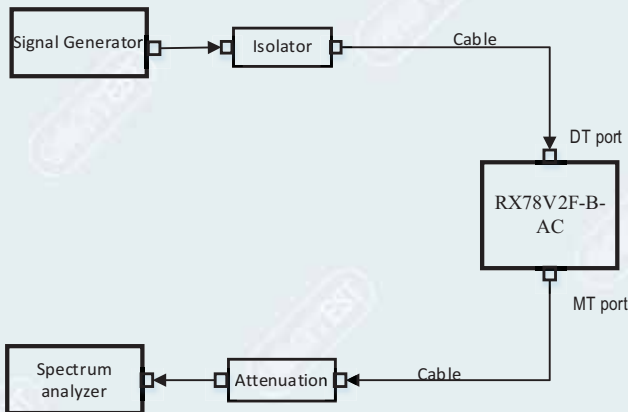 Signal Generator
Isolator
Cable
DT port
RX78V2F-B-
AC
MT port
Spectrum
analyzer
Attenuation
Cable